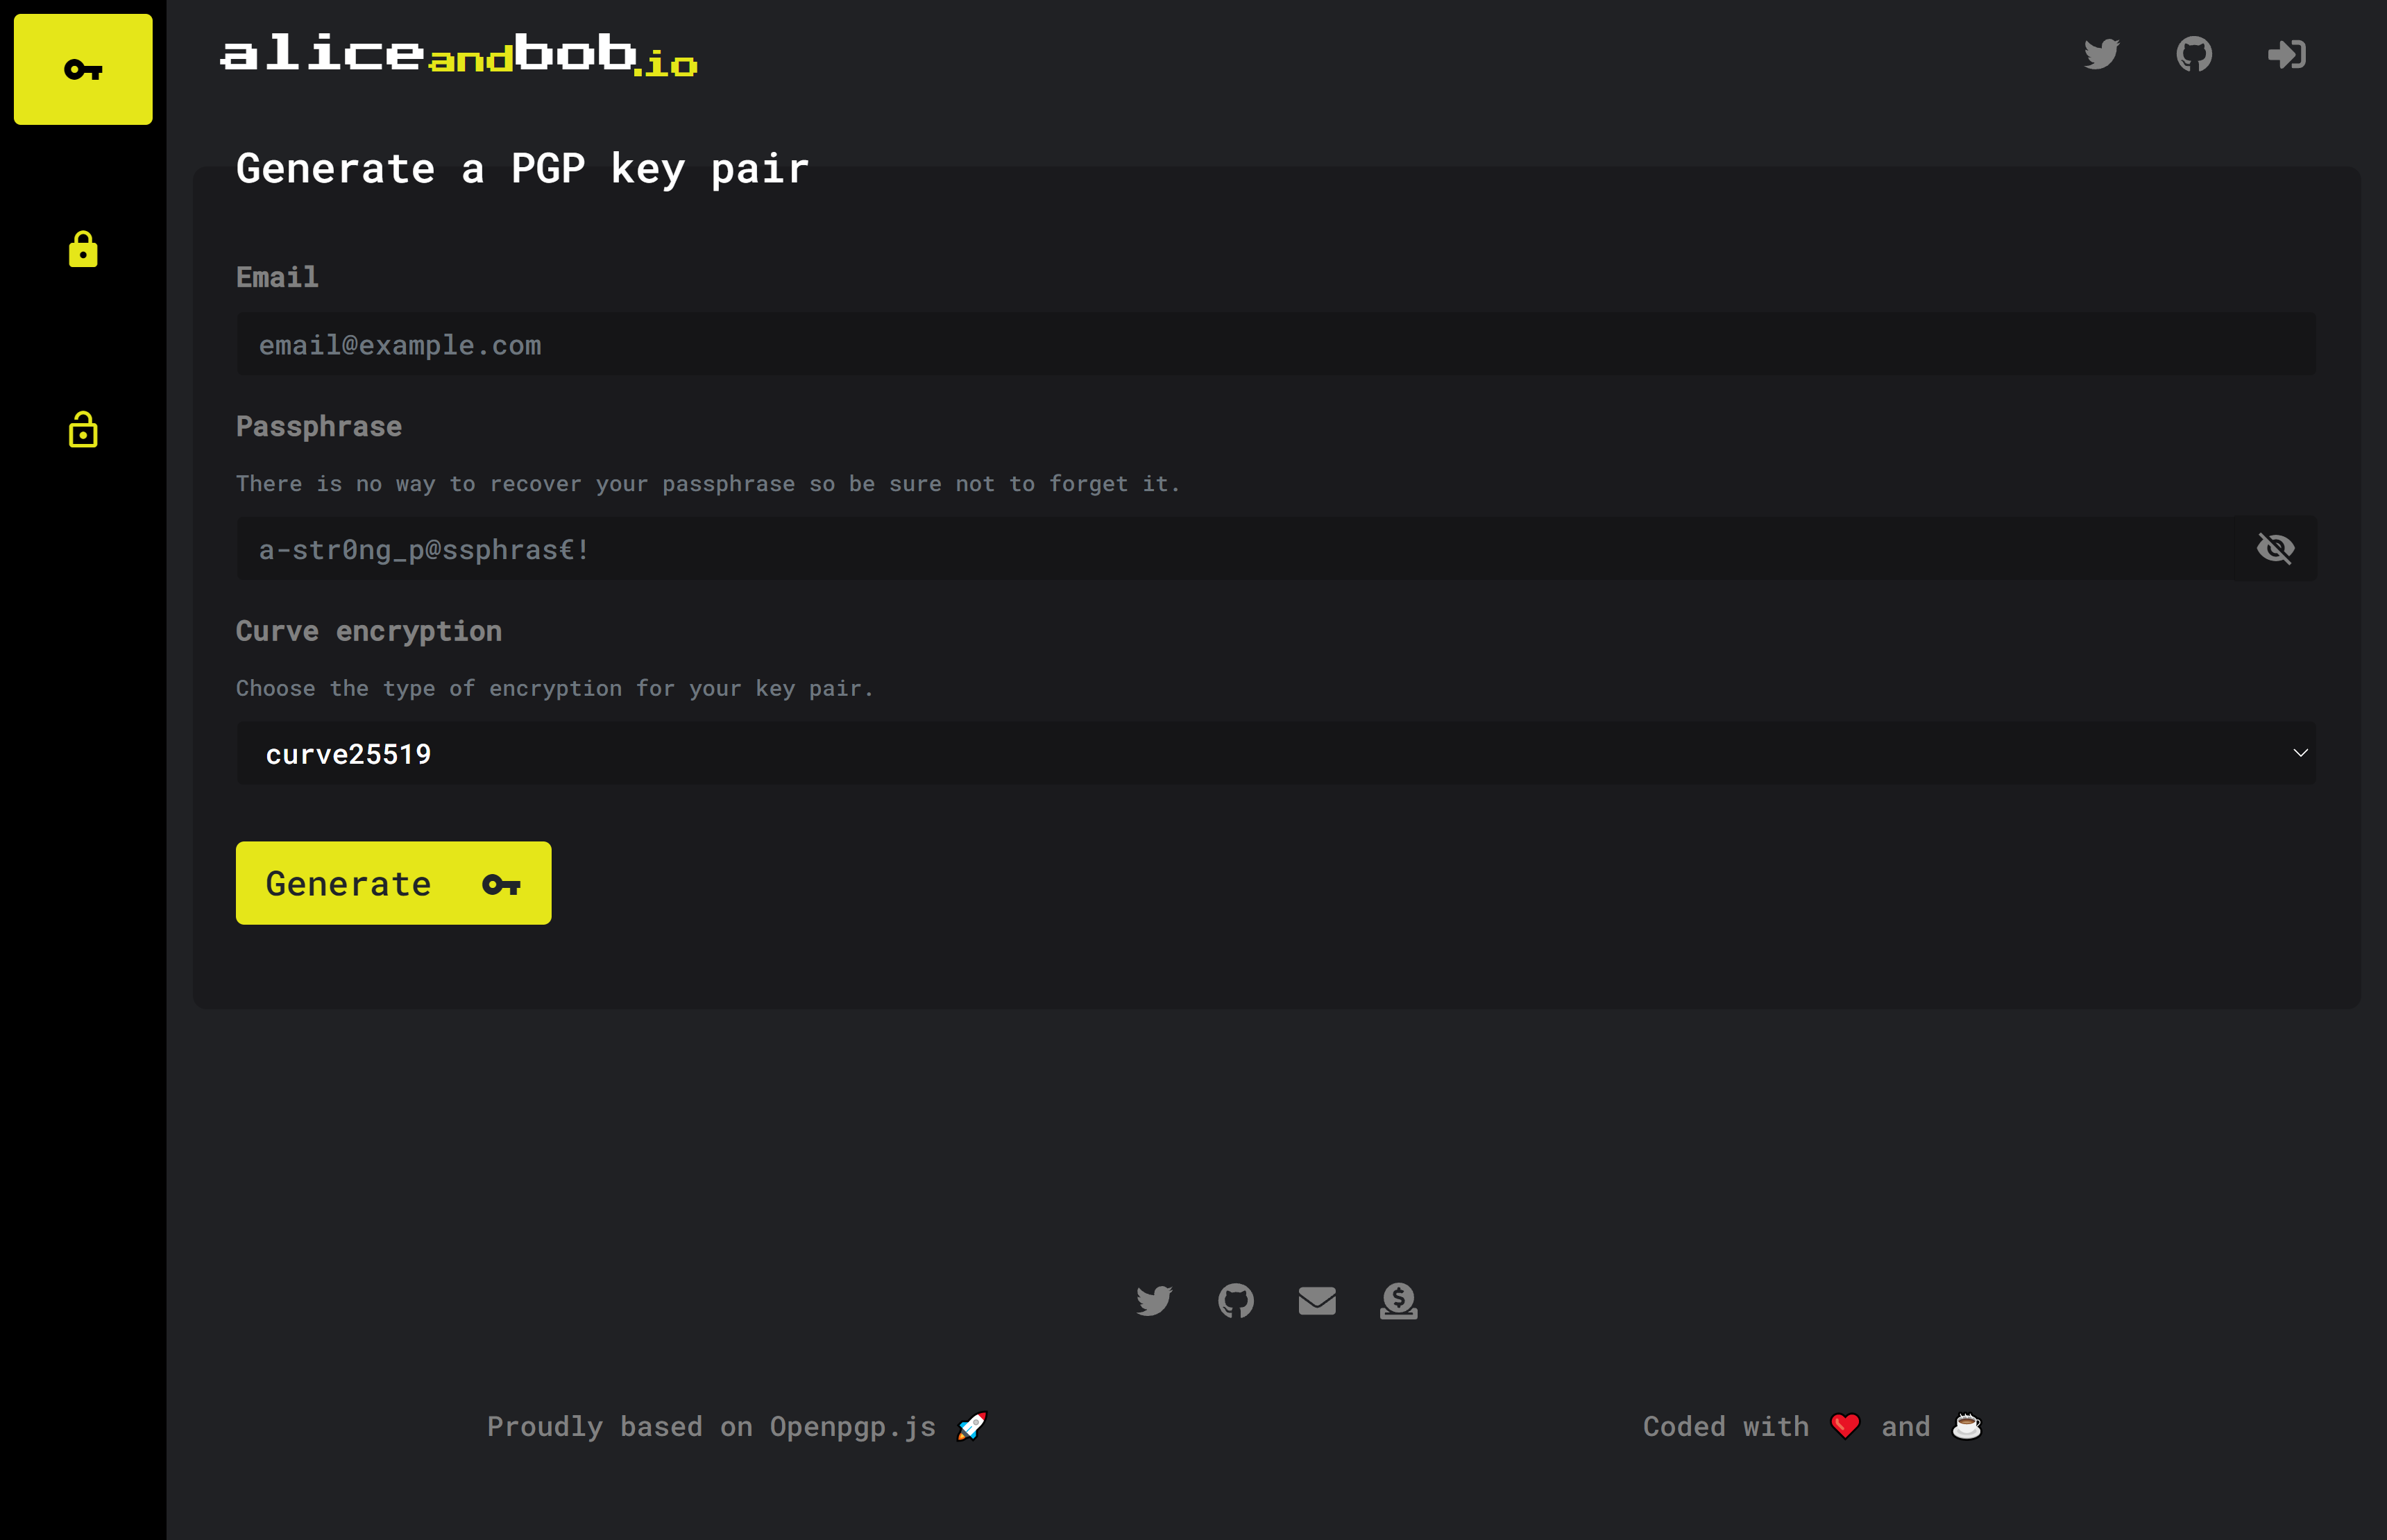 aliceandbob.io
Generate a PGP key pair
Email
email@example.com
Passphrase
There is no way to recover your passphrase so be sure not to forget it.
a-str0ng_p@ssphras€!
Curve encryption
Choose the type of encryption for your key pair.
curve25519
Generate
Proudly based on Openpgp.js 🚀
Coded with ❤️ and ☕